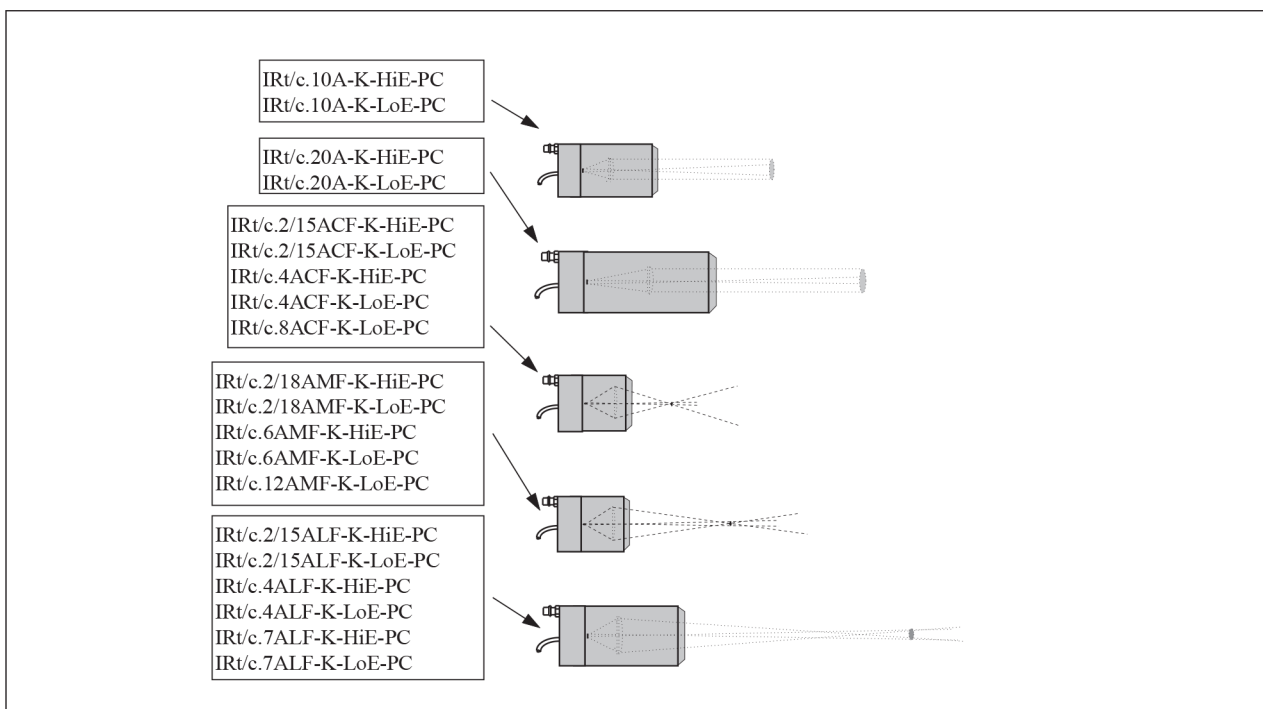 IRt/c.10A-K-HiE-PC
IRt/c.10A-K-LoE-PC
IRt/c.20A-K-HiE-PC
IRt/c.20A-K-LoE-PC
IRt/c.2/15ACF-K-HiE-PC
IRt/c.2/15ACF-K-LoE-PC
IRt/c.4ACF-K-HiE-PC
IRt/c.4ACF-K-LoE-PC
IRt/c.8ACF-K-LoE-PC
IRt/c.2/18AMF-K-HiE-PC
IRt/c.2/18AMF-K-LoE-PC
IRt/c.6AMF-K-HiE-PC
IRt/c.6AMF-K-LoE-PC
IRt/c.12AMF-K-LoE-PC
IRt/c.2/15ALF-K-HiE-PC
IRt/c.2/15ALF-K-LoE-PC
IRt/c.4ALF-K-HiE-PC
IRt/c.4ALF-K-LoE-PC
IRt/c.7ALF-K-HiE-PC
IRt/c.7ALF-K-LoE-PC